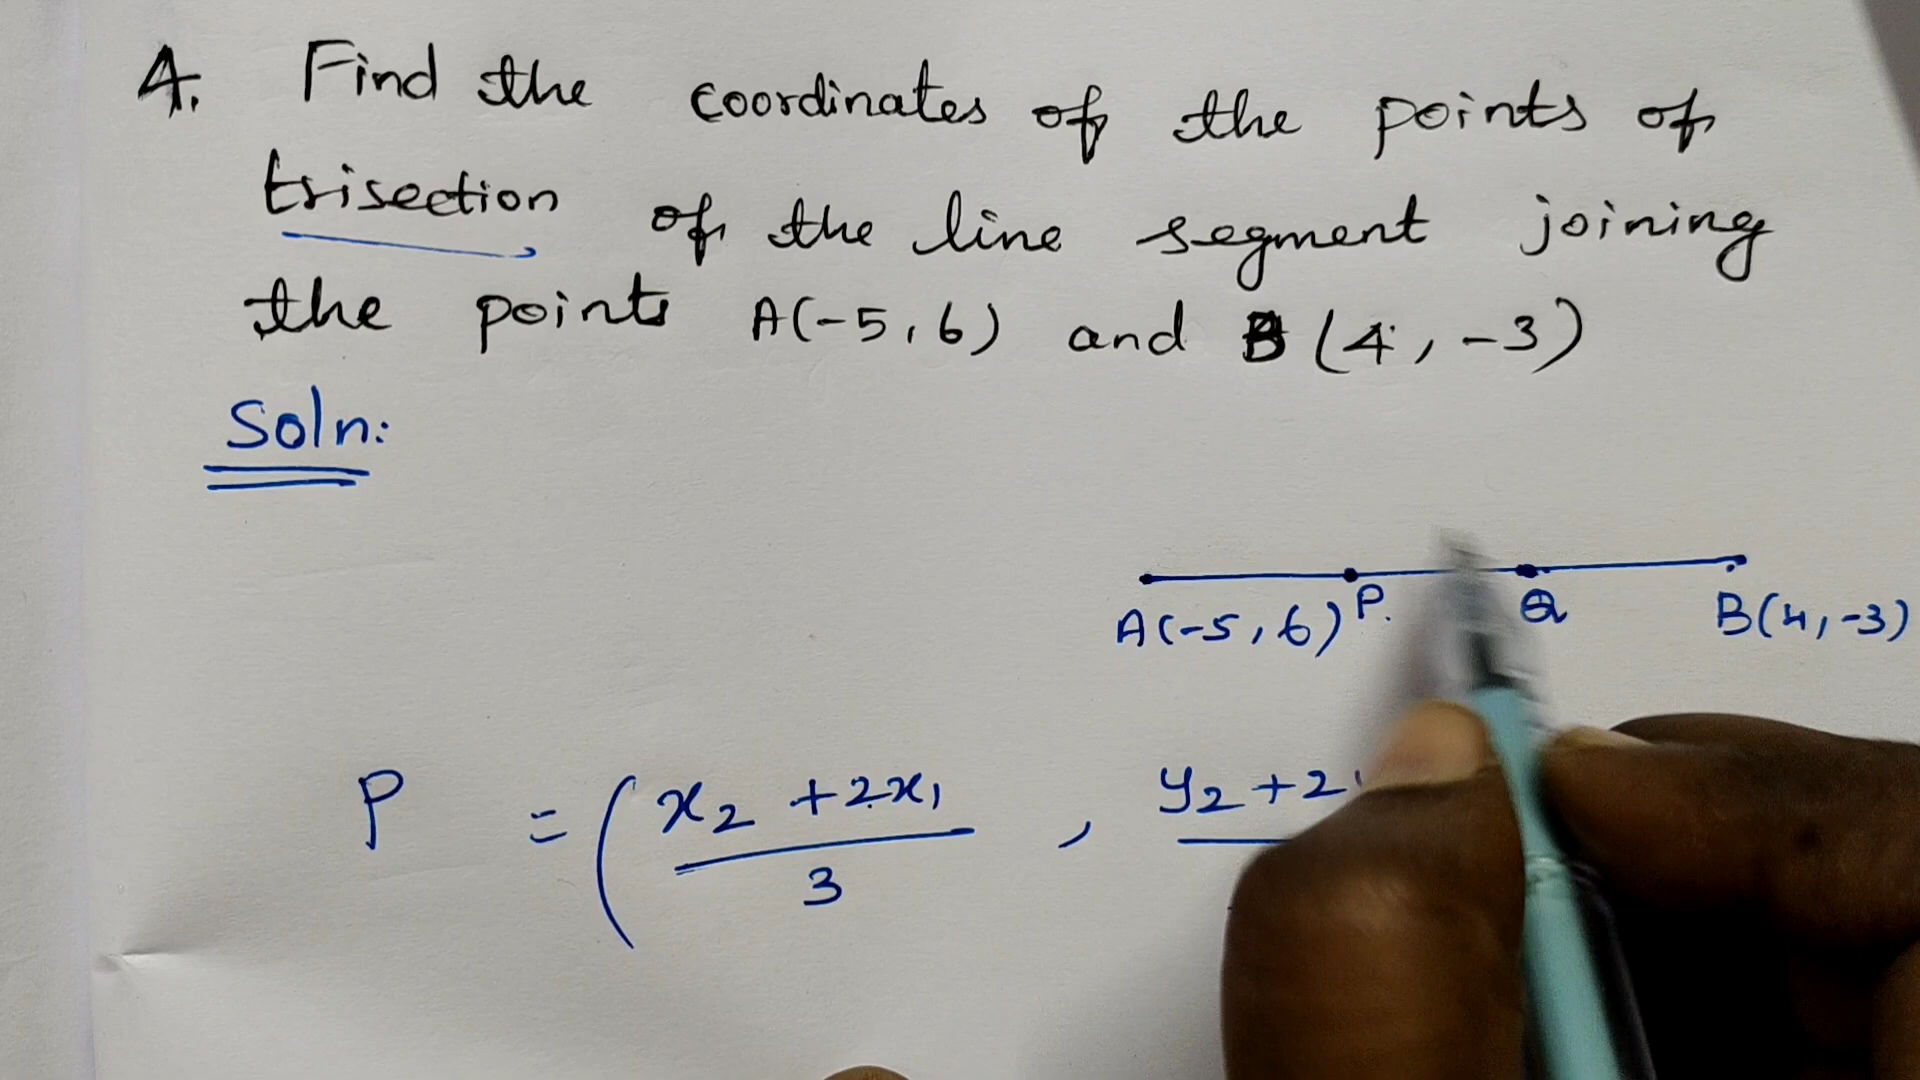 4. Find the coordinates of the points of
trisection of the line segment joining
the points A(-5,6) and B(4,-3)
Soln:
A(-5,6) P. Q B(4,-3)
P = (x₂ +2x₁ / 3 , y₂+2